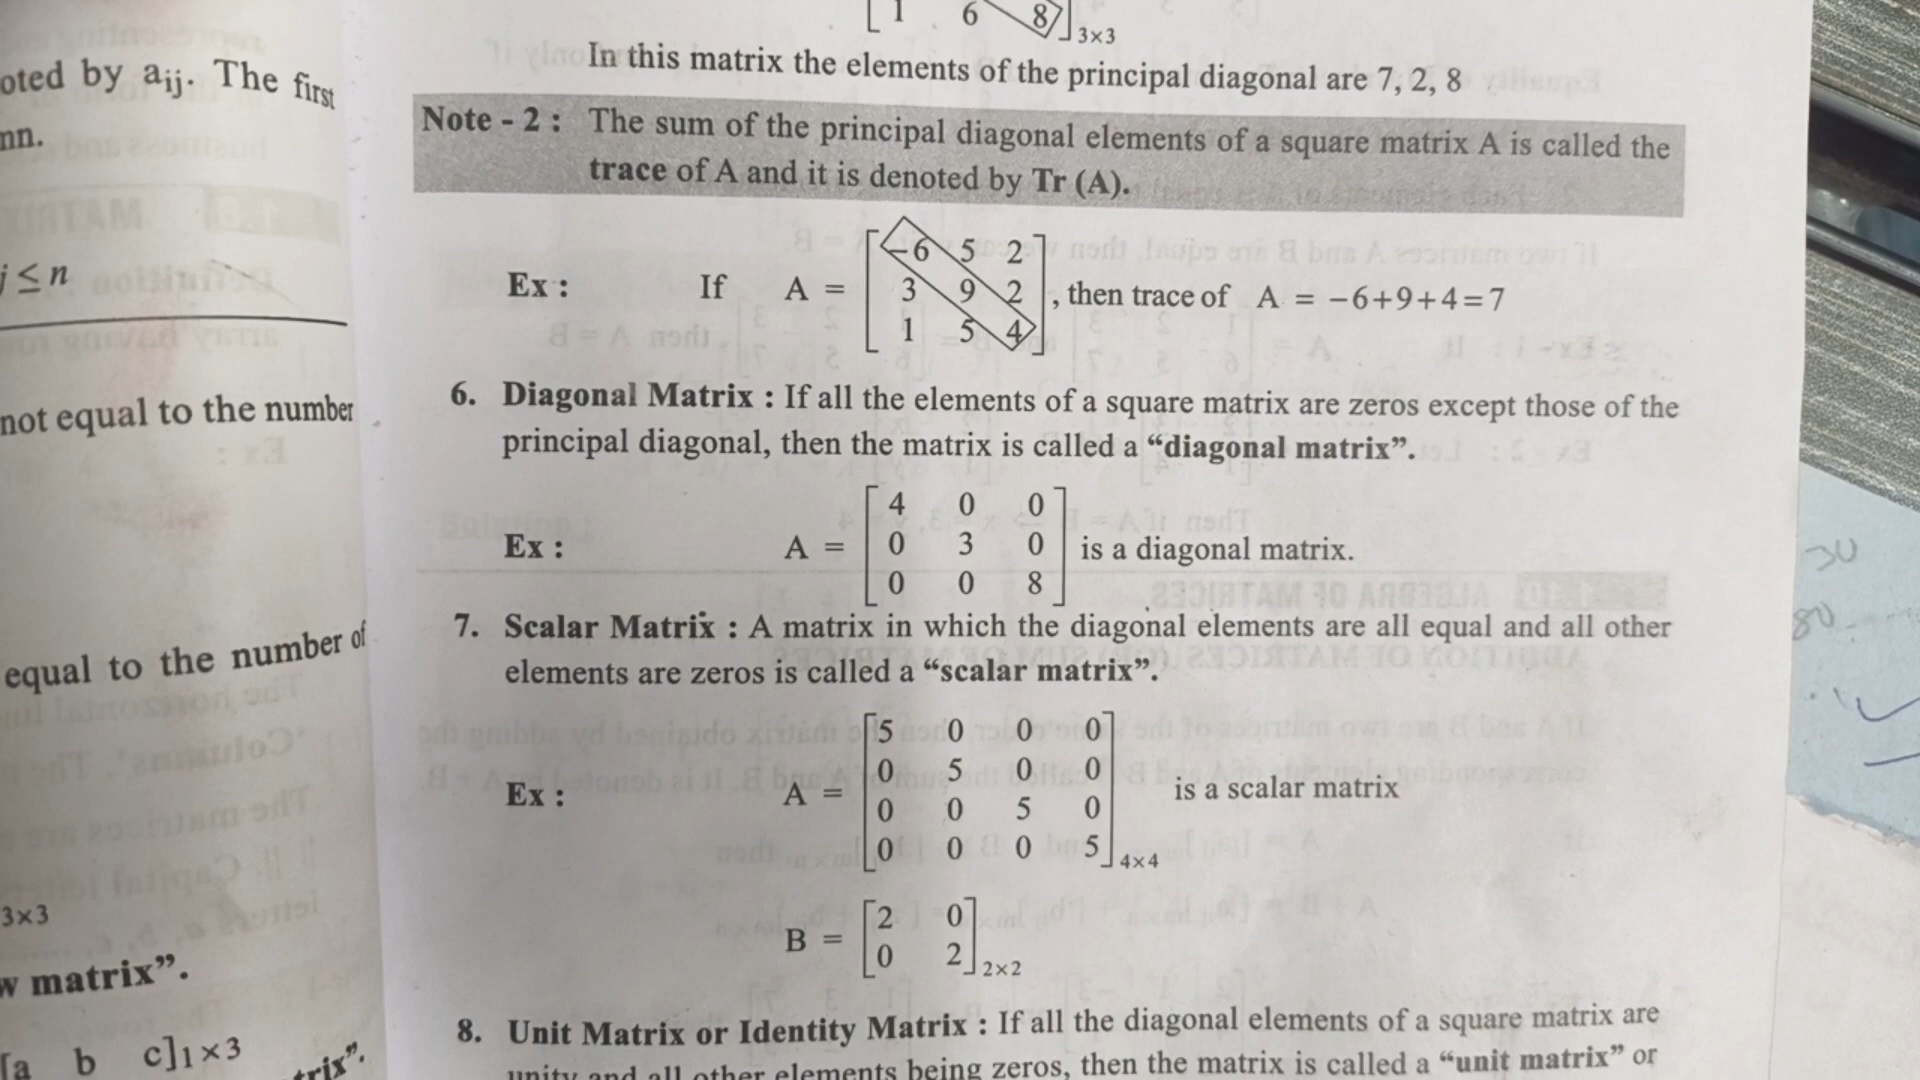 oted by aij. The first
mn.
j ≤ n
not equal to the number
equal to the number of
3×3
w matrix”.
[a b c]1×3
trix”.
[1 6 8]3×3
In this matrix the elements of the principal diagonal are 7, 2, 8
Note - 2 : The sum of the principal diagonal elements of a square matrix A is called the
trace of A and it is denoted by Tr (A).
-6 5 2
Ex : If A = 3 9 2 , then trace of A = -6+9+4=7
1 5 4
6. Diagonal Matrix : If all the elements of a square matrix are zeros except those of the
principal diagonal, then the matrix is called a “diagonal matrix”.
4 0 0
Ex : A = 0 3 0 is a diagonal matrix.
0 0 8
7. Scalar Matrix : A matrix in which the diagonal elements are all equal and all other
elements are zeros is called a “scalar matrix”.
5 0 0 0
0 5 0 0
Ex : A = is a scalar matrix
0 0 5 0
0 0 0 5 4×4
2 0
B =
0 2 2×2
8. Unit Matrix or Identity Matrix : If all the diagonal elements of a square matrix are
unity and all other elements being zeros, then the matrix is called a “unit matrix” or
30
80